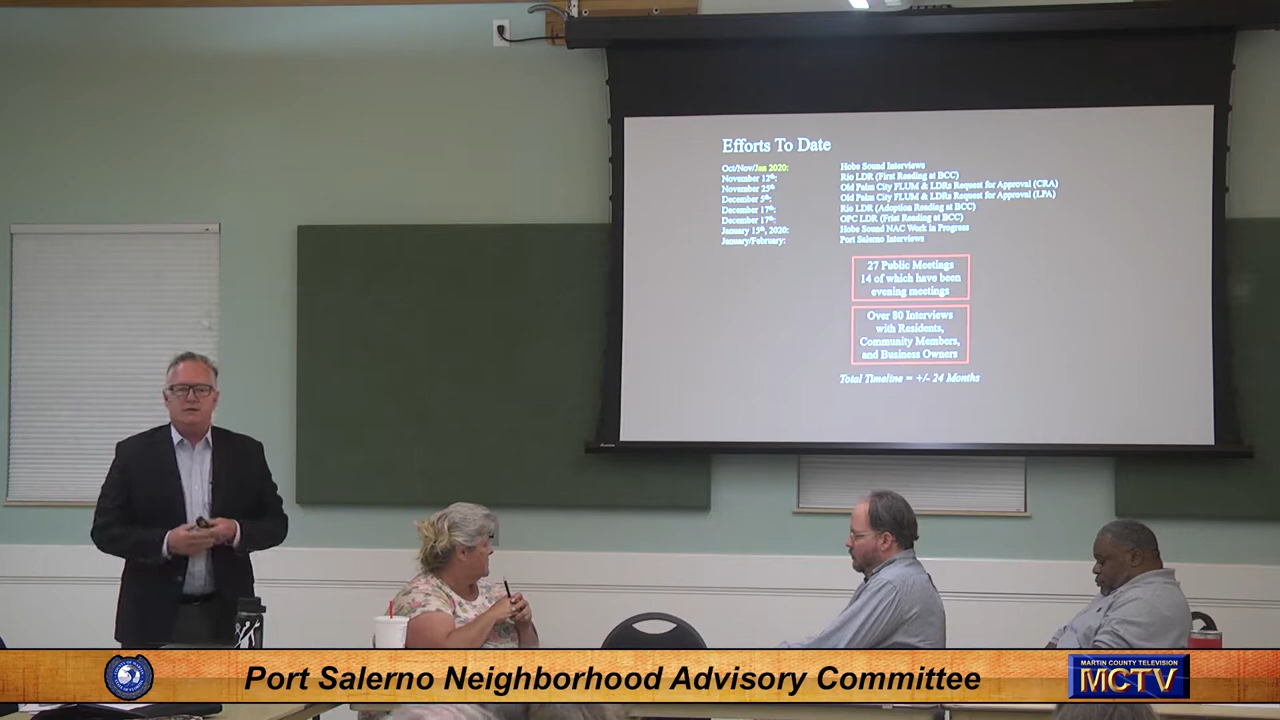 Efforts To Date
Oct/Nov/Jan 2020: Hobe Sound Interviews
November 12th: Rio LDR (First Reading at BCC)
November 25th Old Palm City FLUM & LDRs Request for Approval (CRA)
December 5th: Old Palm City FLUM & LDRs Request for Approval (LPA)
December 17th: Rio LDR (Adoption Reading at BCC)
December 17th: OPC LDR (Frist Reading at BCC)
January 15th, 2020: Hobe Sound NAC Work in Progress
January/February: Port Salerno Interviews
27 Public Meetings
14 of which have been
evening meetings
Over 80 Interviews
with Residents,
Community Members,
and Business Owners
Total Timeline = +/- 24 Months
Port Salerno Neighborhood Advisory Committee
MARTIN COUNTY TELEVISION
MCTV